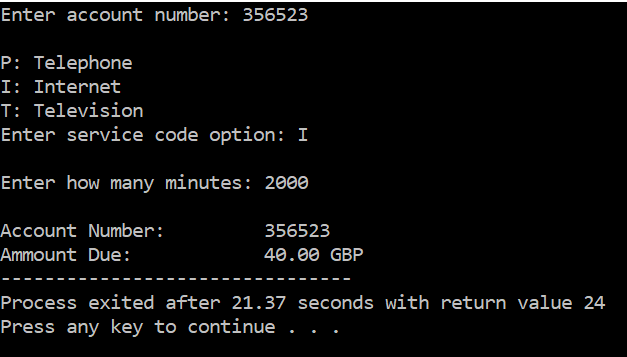 Enter account number: 356523
P: Telephone
I: Internet
T: Television
Enter service code option: I
Enter how many minutes: 2000
Account Number: 356523
Ammount Due: 40.00 GBP
--------------------------------
Process exited after 21.37 seconds with return value 24
Press any key to continue . . .